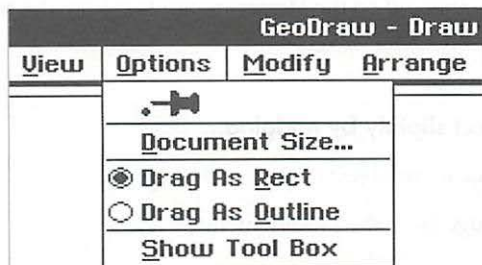 GeoDraw - Draw
View Options Modify Arrange
Document Size...
Drag As Rect
Drag As Outline
Show Tool Box